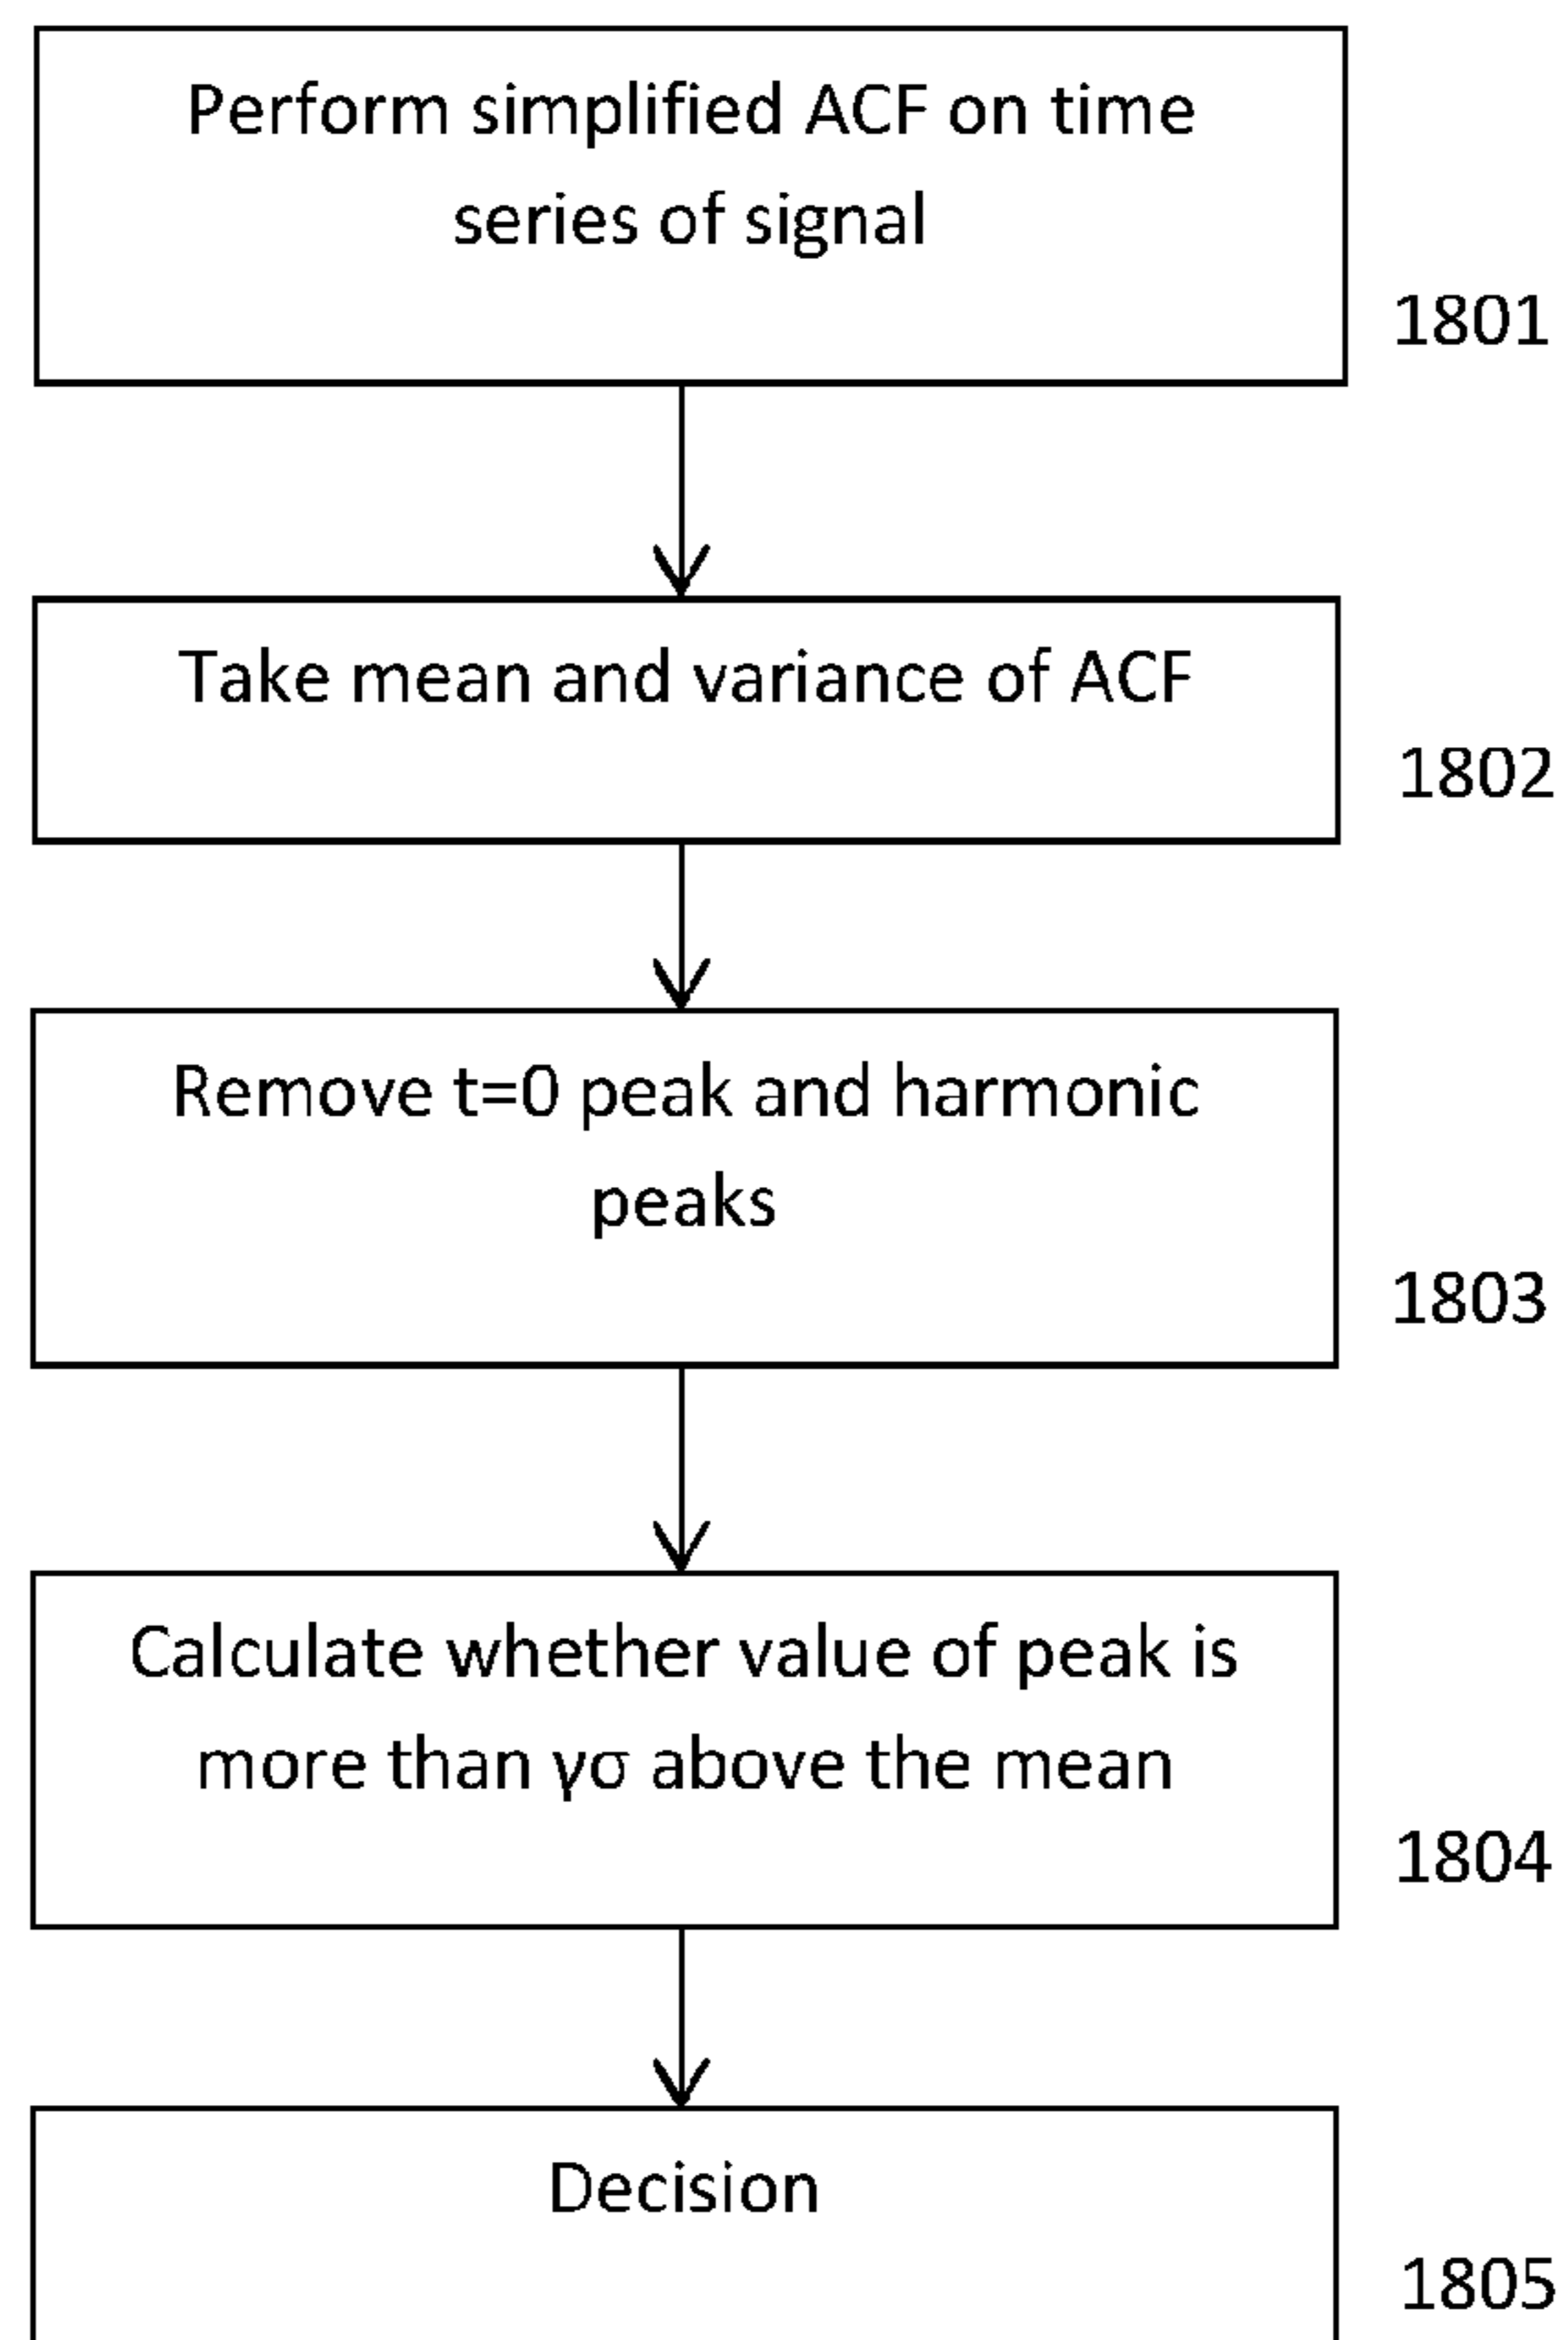 Perform simplified ACF on time
series of signal
1801
Take mean and variance of ACF
1802
Remove t=0 peak and harmonic
peaks
1803
Calculate whether value of peak is
more than γσ above the mean
1804
Decision
1805